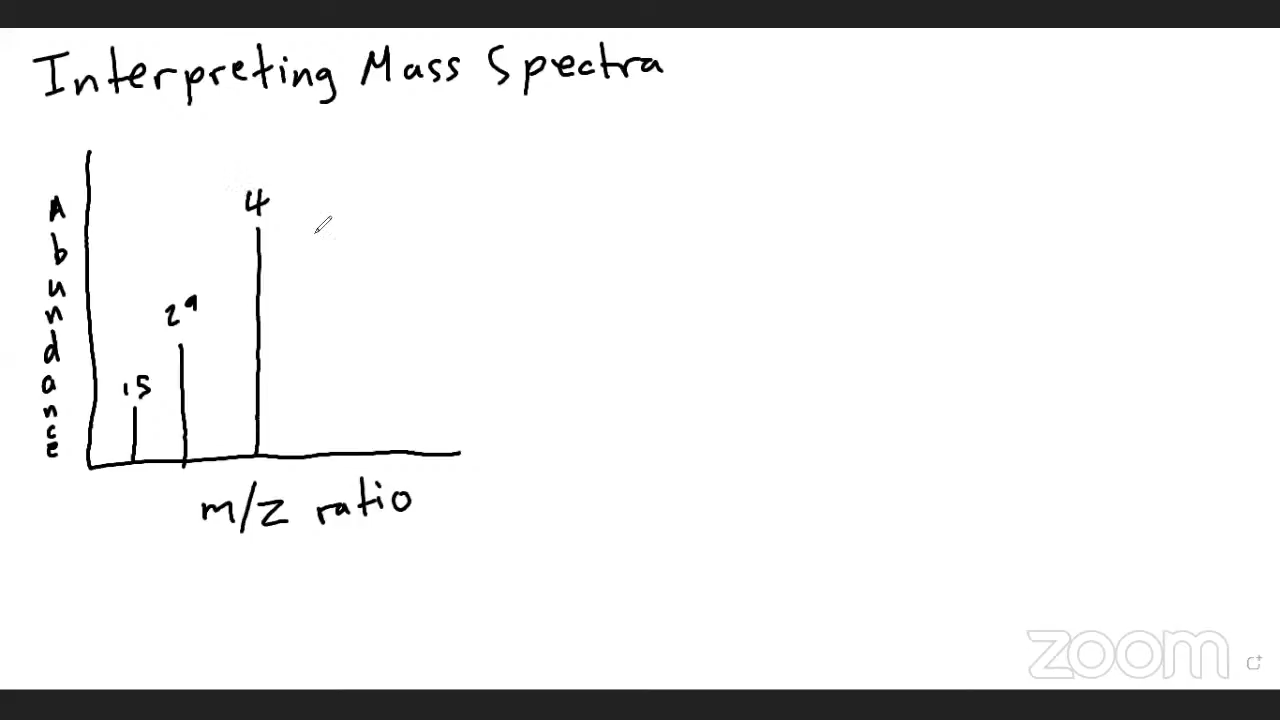 Interpreting Mass Spectra
4
29
15
Abundance
m/z ratio
zoom